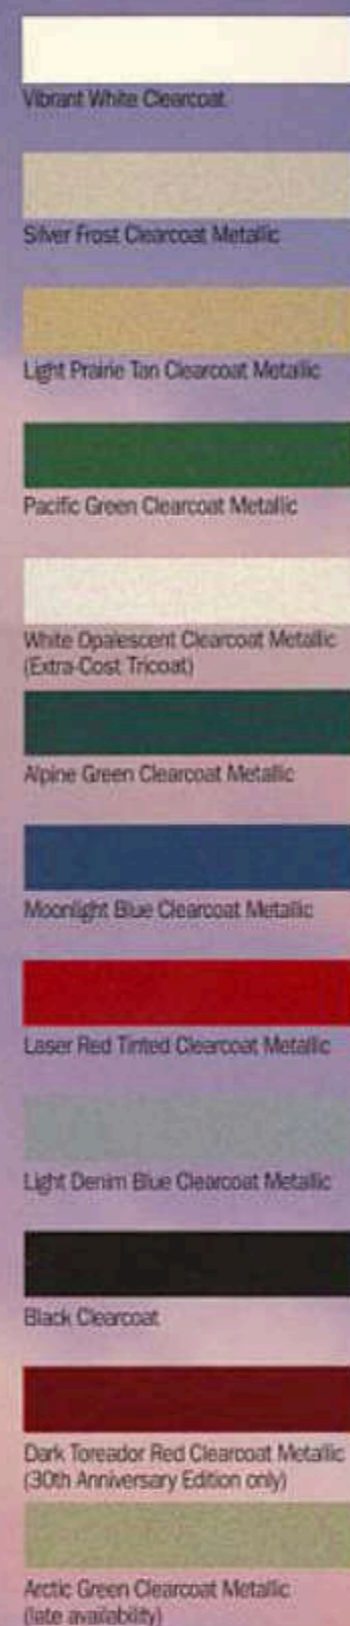 Vibrant White Clearcoat
Silver Frost Clearcoat Metallic
Light Prairie Tan Clearcoat Metallic
Pacific Green Clearcoat Metallic
White Opalescent Clearcoat Metallic
(Extra-Cost Tricoat)
Alpine Green Clearcoat Metallic
Moonlight Blue Clearcoat Metallic
Laser Red Tinted Clearcoat Metallic
Light Denim Blue Clearcoat Metallic
Black Clearcoat
Dark Toreador Red Clearcoat Metallic
(30th Anniversary Edition only)
Arctic Green Clearcoat Metallic
(late availability)